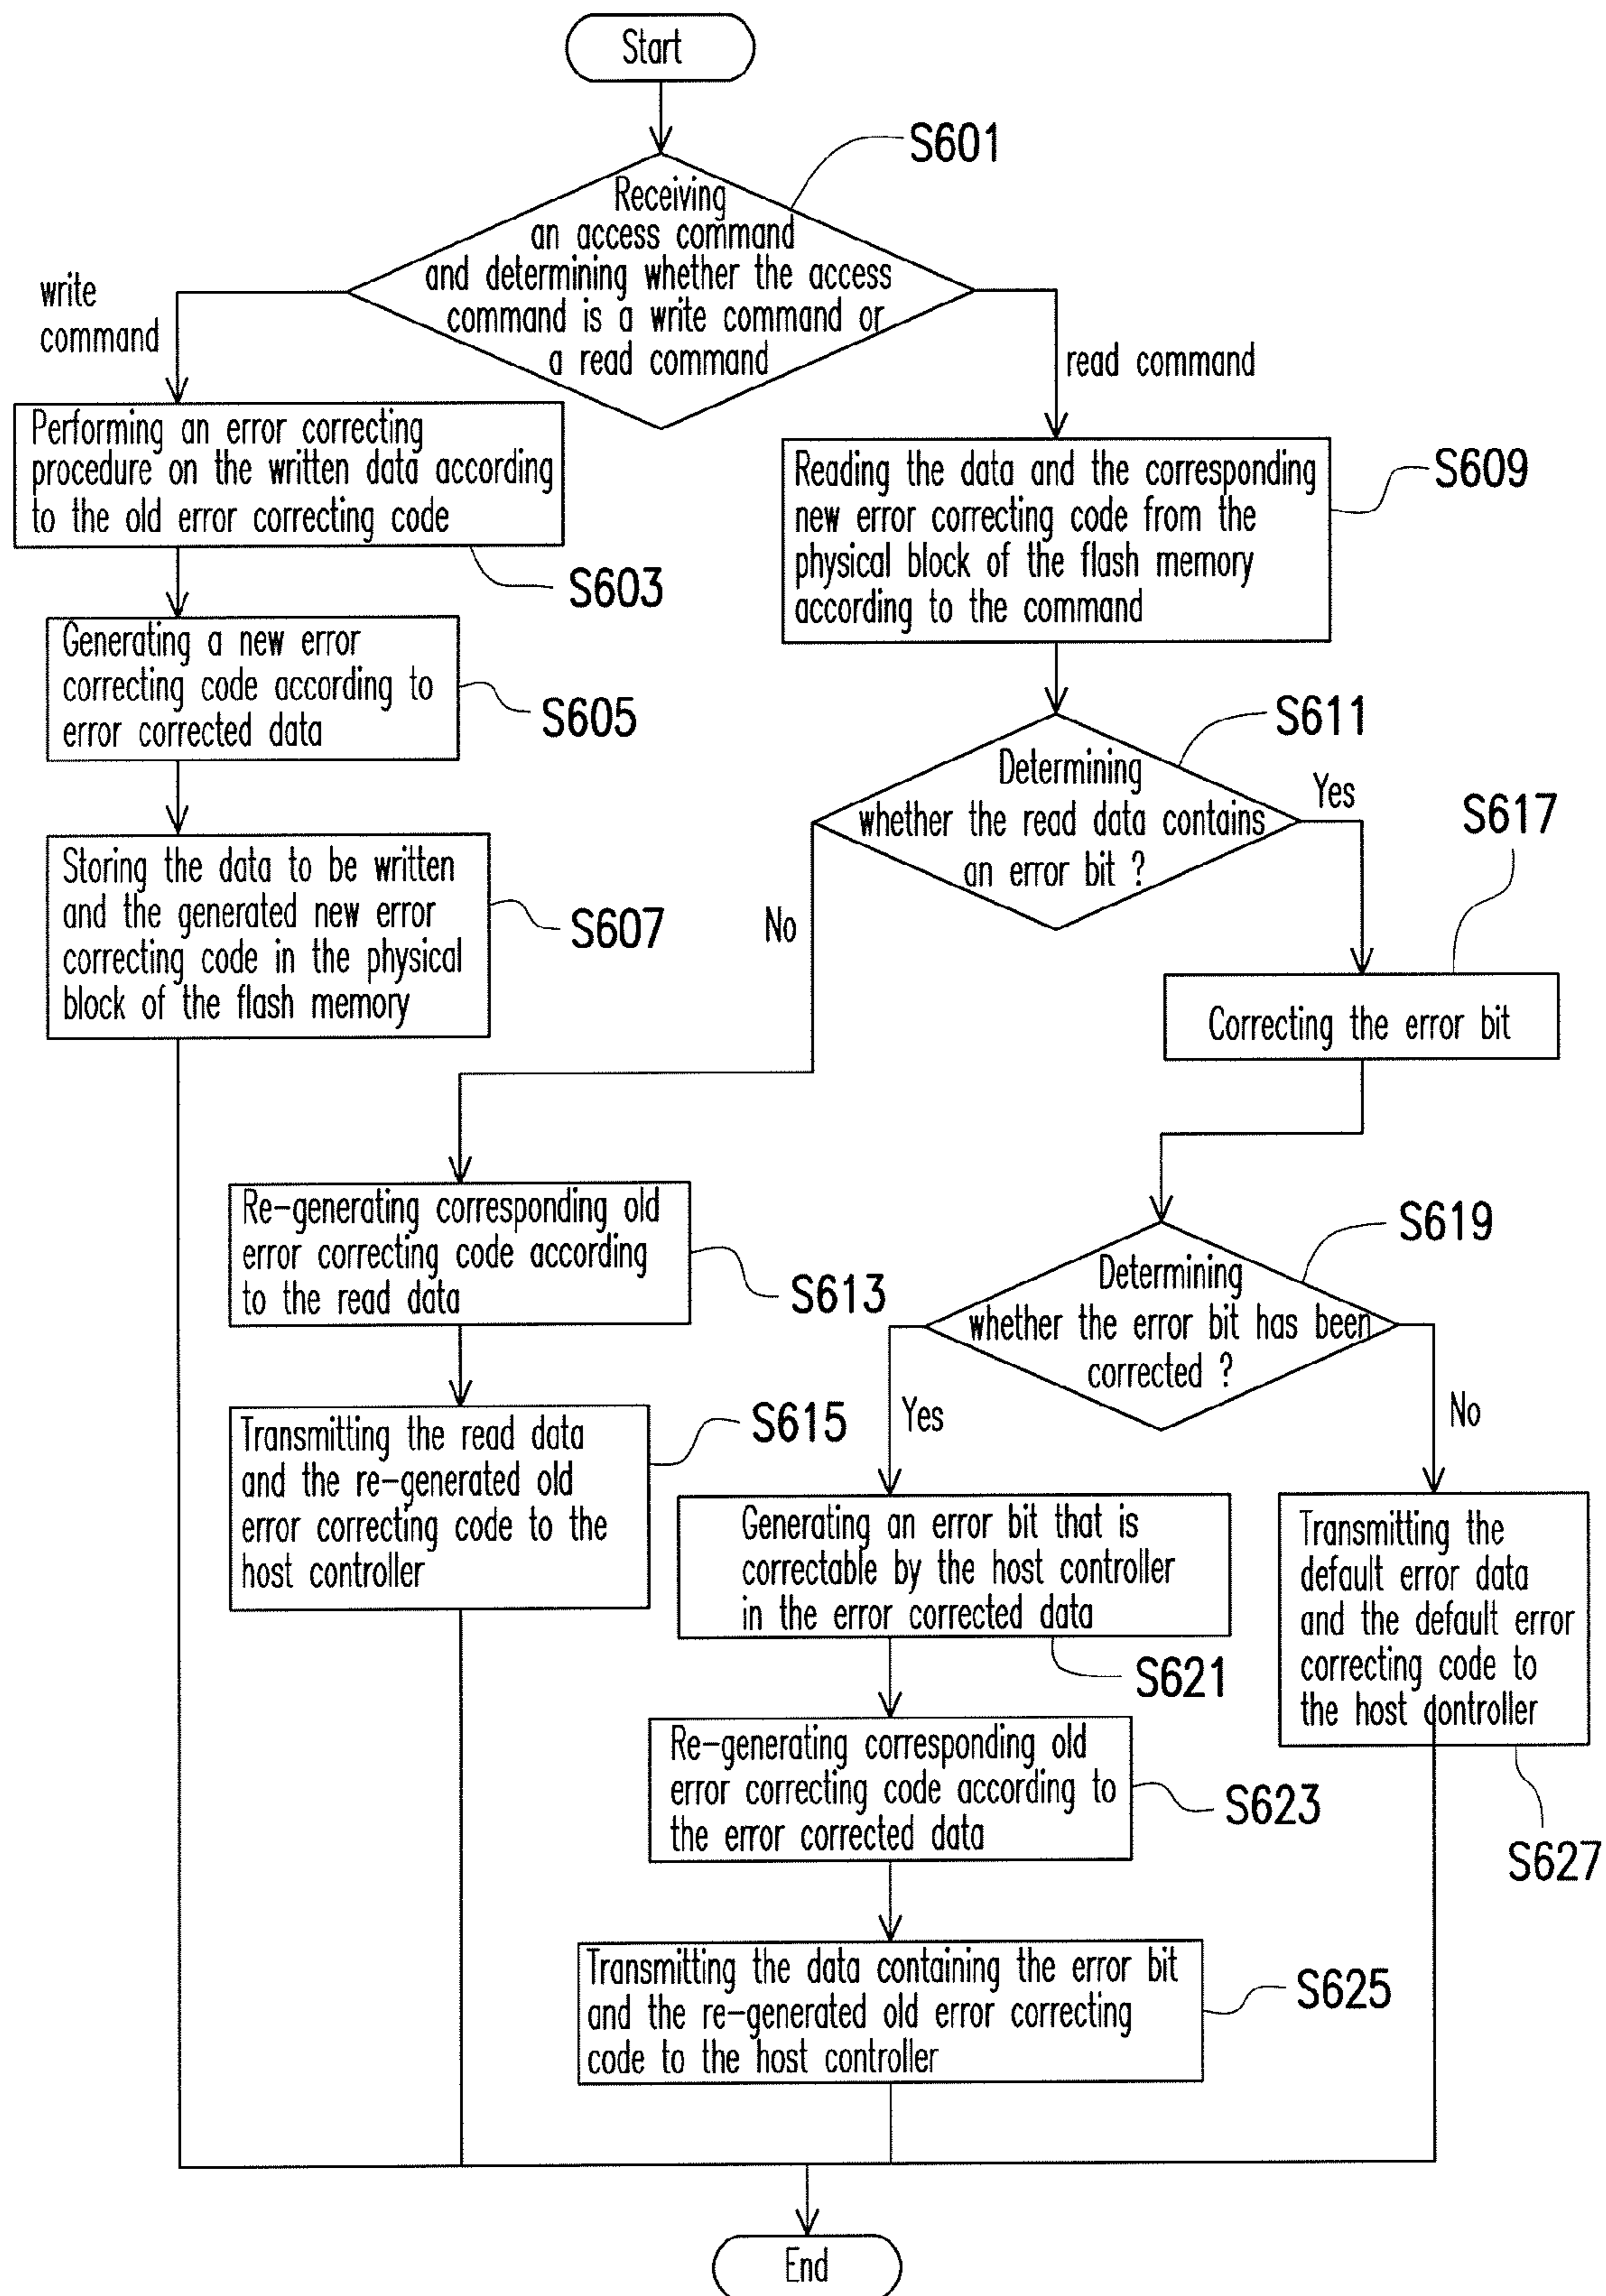 Start
S601
Receiving
an access command
and determining whether the access
command is a write command or
a read command
write
command
read command
Performing an error correcting
procedure on the written data according
to the old error correcting code
S603
Reading the data and the corresponding
new error correcting code from the
physical block of the flash memory
according to the command
S609
Generating a new error
correcting code according to
error corrected data
S605
S611
Determining
whether the read data contains
an error bit ?
Yes
No
S617
Storing the data to be written
and the generated new error
correcting code in the physical
block of the flash memory
S607
Correcting the error bit
Re-generating corresponding old
error correcting code according
to the read data
S613
S619
Determining
whether the error bit has been
corrected ?
Yes
No
Transmitting the read data
and the re-generated old
error correcting code to the
host controller
S615
Generating an error bit that is
correctable by the host controller
in the error corrected data
S621
Transmitting the
default error data
and the default error
correcting code to
the host controller
S627
Re-generating corresponding old
error correcting code according to
the error corrected data
S623
Transmitting the data containing the error bit
and the re-generated old error correcting
code to the host controller
S625
End